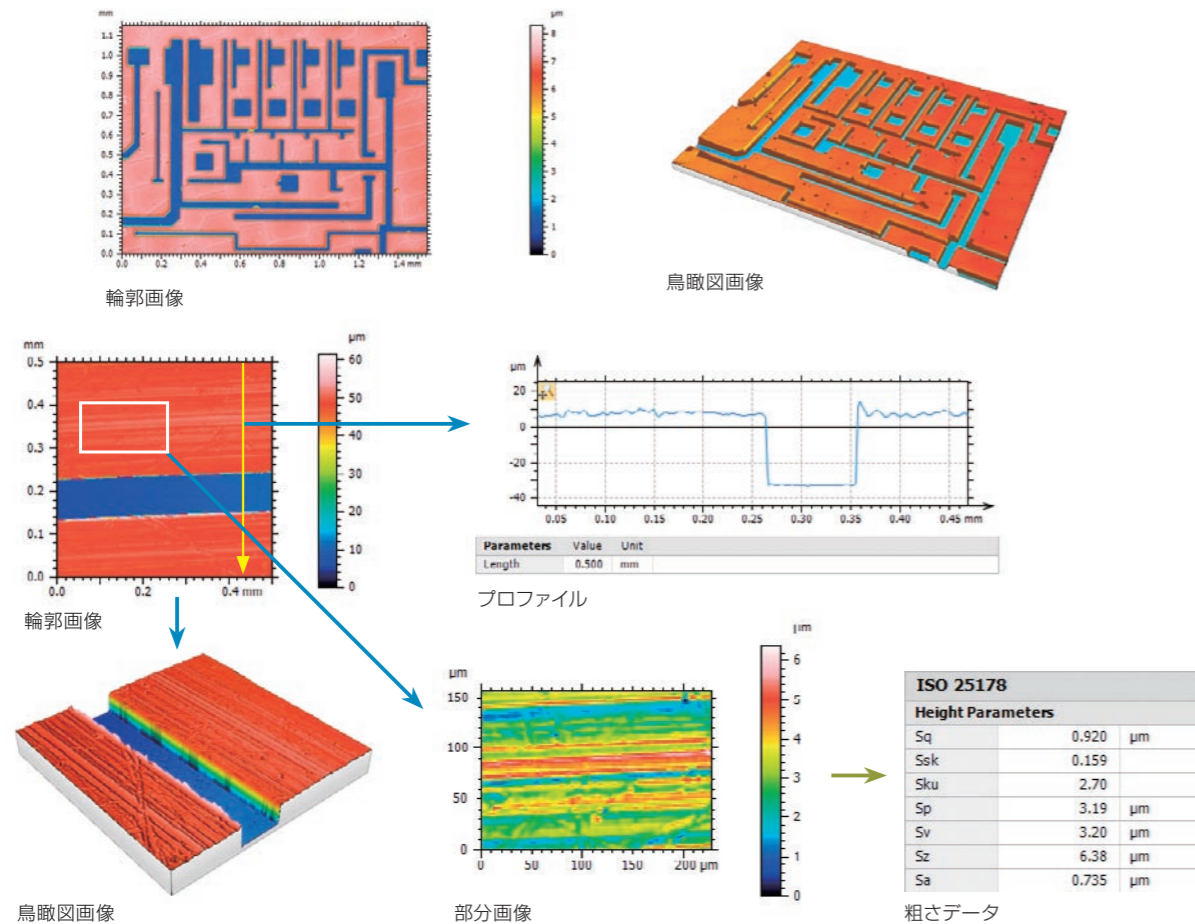 mm
1.1
1.0
0.9
0.8
0.7
0.6
0.5
0.4
0.3
0.2
0.1
0.0
0.0 0.2 0.4 0.6 0.8 1.0 1.2 1.4 mm
輪郭画像
µm
8
7
6
5
4
3
2
1
0
鳥瞰図画像
mm
0.5
0.4
0.3
0.2
0.1
0.0
0.0 0.2 0.4 mm
輪郭画像
µm
60
50
40
30
20
10
0
µm
20
0
-20
-40
0.05 0.10 0.15 0.20 0.25 0.30 0.35 0.40 0.45 mm
Parameters Value Unit
Length 0.500 mm
プロファイル
鳥瞰図画像
µm
150
100
50
0
0 50 100 150 200 µm
部分画像
µm
6
5
4
3
2
1
0
ISO 25178
Height Parameters
Sq 0.920 µm
Ssk 0.159
Sku 2.70
Sp 3.19 µm
Sv 3.20 µm
Sz 6.38 µm
Sa 0.735 µm
粗さデータ